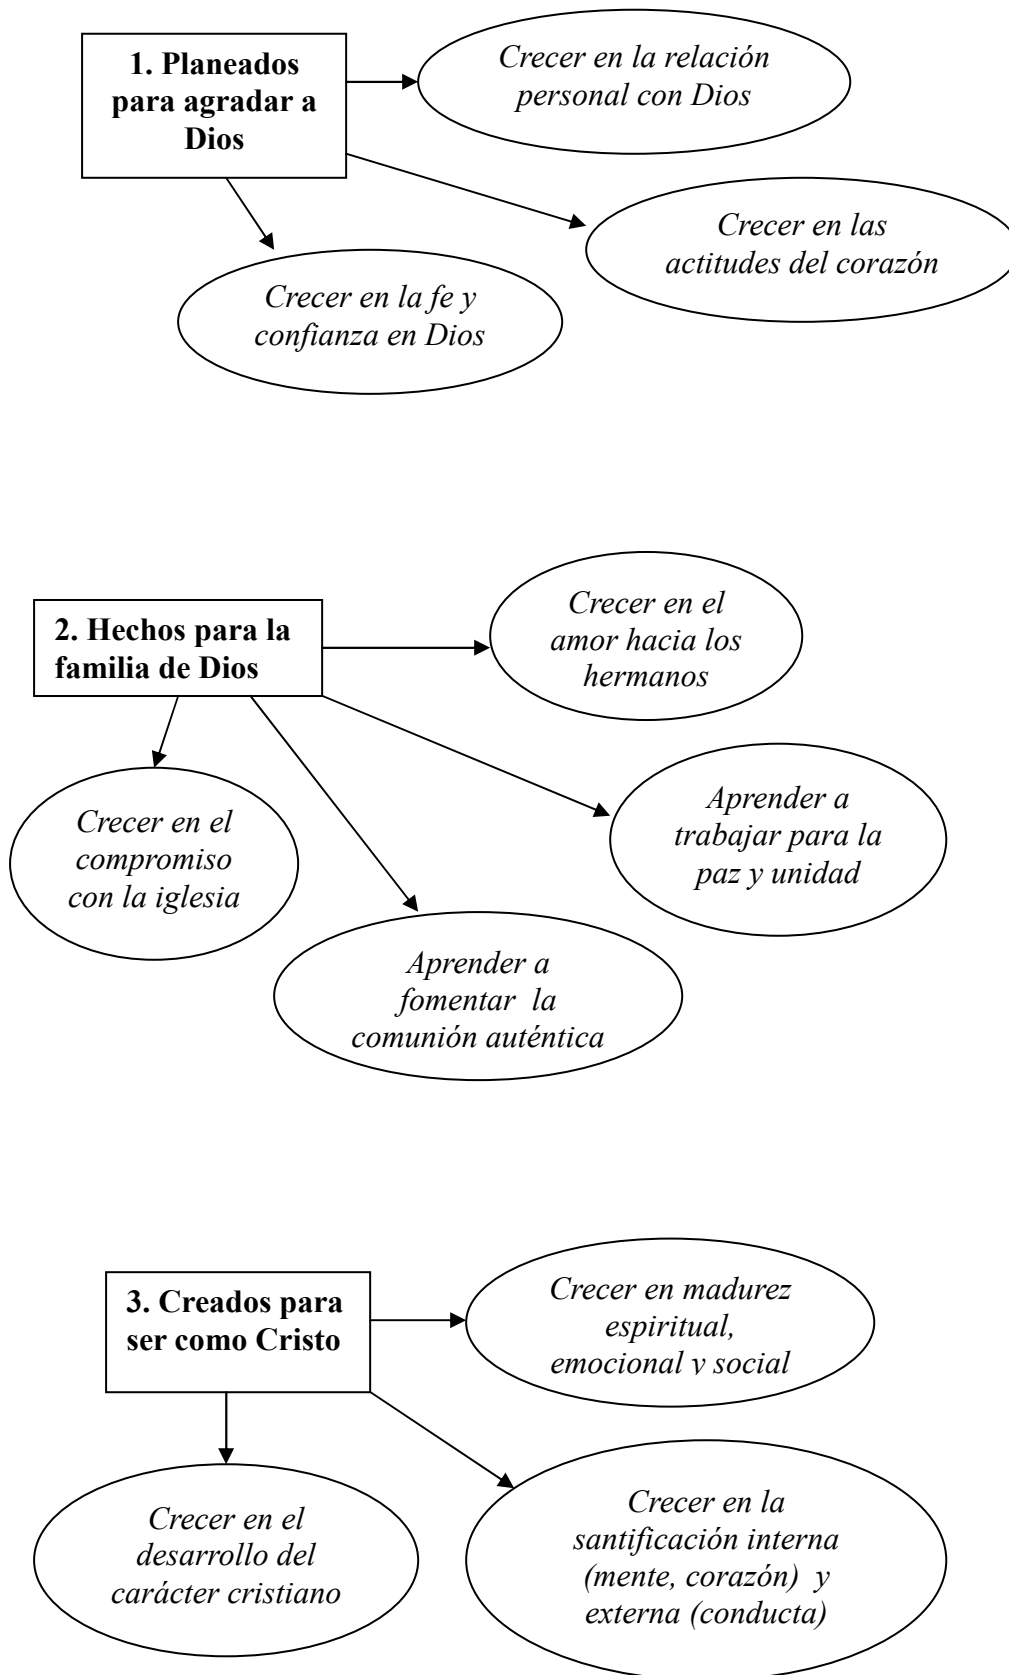 1. Planeados
para agradar a
Dios
Crecer en la relación
personal con Dios
Crecer en las
actitudes del corazón
Crecer en la fe y
confianza en Dios
2. Hechos para la
familia de Dios
Crecer en el
amor hacia los
hermanos
Aprender a
trabajar para la
paz y unidad
Crecer en el
compromiso
con la iglesia
Aprender a
fomentar la
comunión auténtica
3. Creados para
ser como Cristo
Crecer en madurez
espiritual,
emocional y social
Crecer en el
desarrollo del
carácter cristiano
Crecer en la
santificación interna
(mente, corazón) y
externa (conducta)